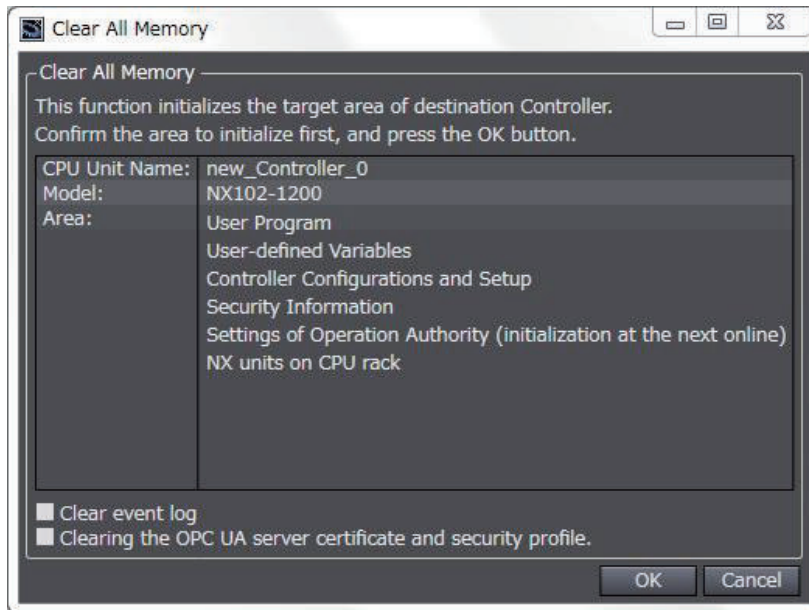 Clear All Memory
Clear All Memory
This function initializes the target area of destination Controller.
Confirm the area to initialize first, and press the OK button.
CPU Unit Name: new_Controller_0
Model: NX102-1200
Area: User Program
User-defined Variables
Controller Configurations and Setup
Security Information
Settings of Operation Authority (initialization at the next online)
NX units on CPU rack
Clear event log
Clearing the OPC UA server certificate and security profile.
OK Cancel